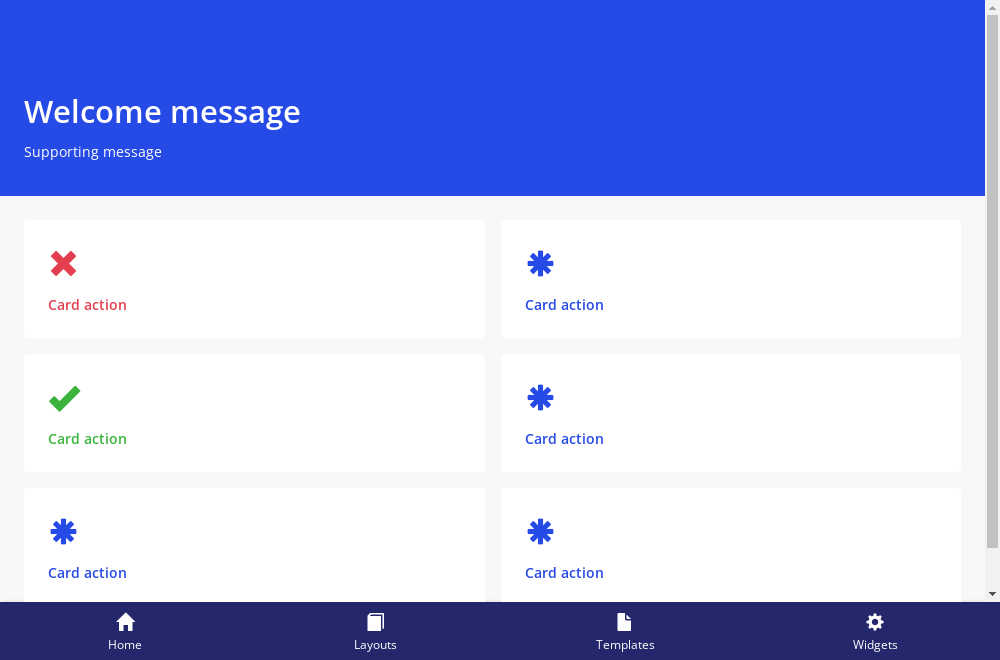 Welcome message
Supporting message
Card action
Card action
Card action
Card action
Card action
Card action
Home
Layouts
Templates
Widgets